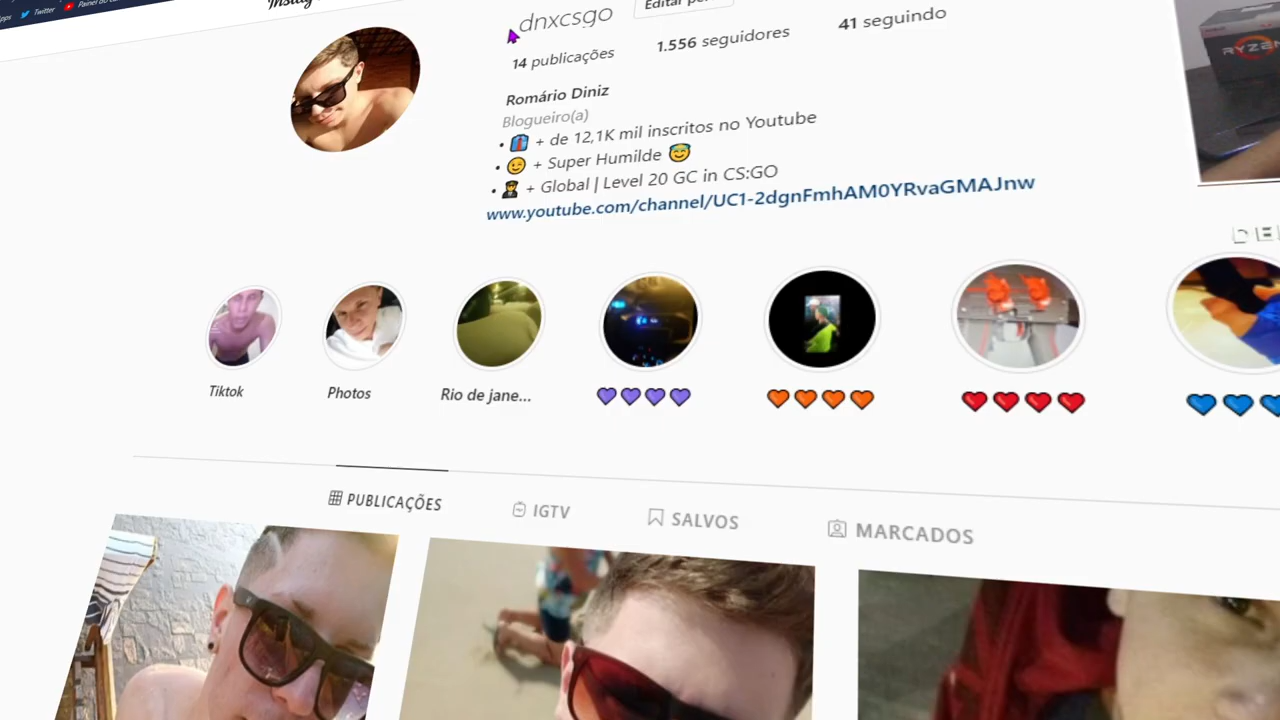 Twitter
dnxcsgo
14 publicações 1.556 seguidores 41 seguindo
Romário Diniz
Blogueiro(a)
• + de 12,1K mil inscritos no Youtube
• + Super Humilde
• + Global | Level 20 GC in CS:GO
www.youtube.com/channel/UC1-2dgnFmhAM0YRvaGMAJnw
RYZEN
Tiktok
Photos
Rio de jane...
PUBLICAÇÕES
IGTV
SALVOS
MARCADOS